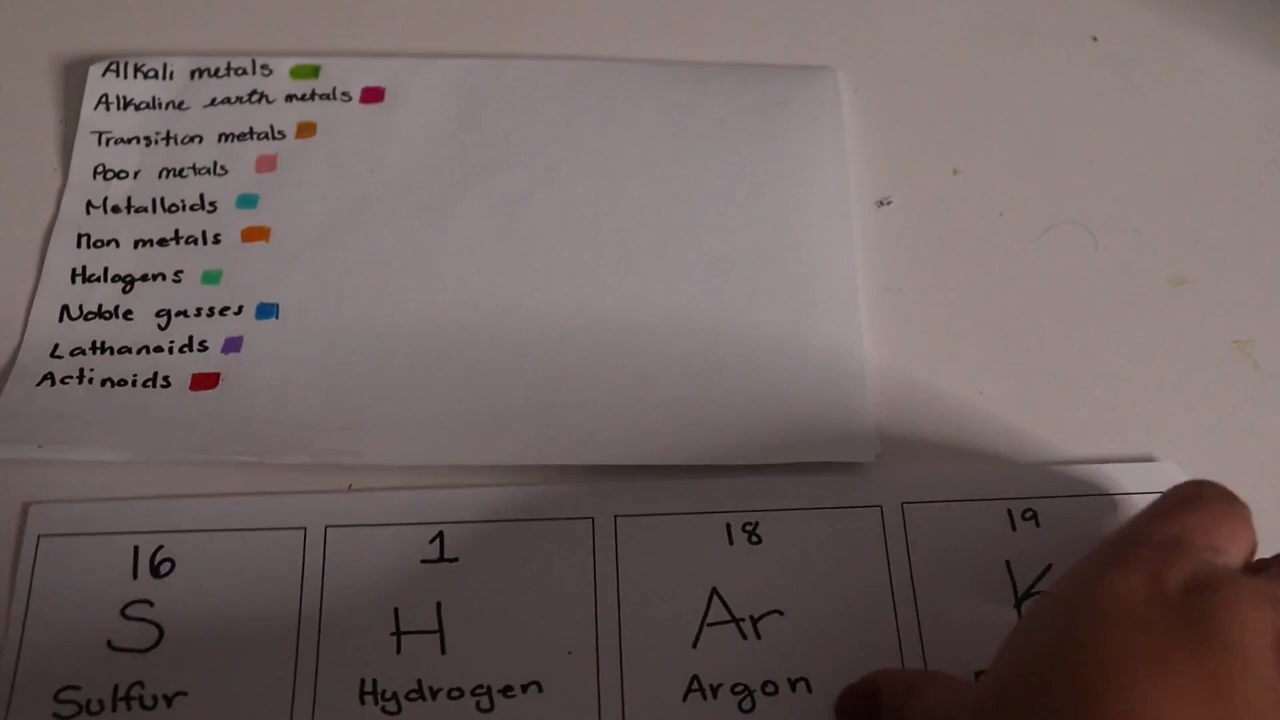 Alkali metals
Alkaline earth metals
Transition metals
Poor metals
Metalloids
Non metals
Halogens
Noble gasses
Lathanoids
Actinoids
16
S
Sulfur
1
H
Hydrogen
18
Ar
Argon
19
K